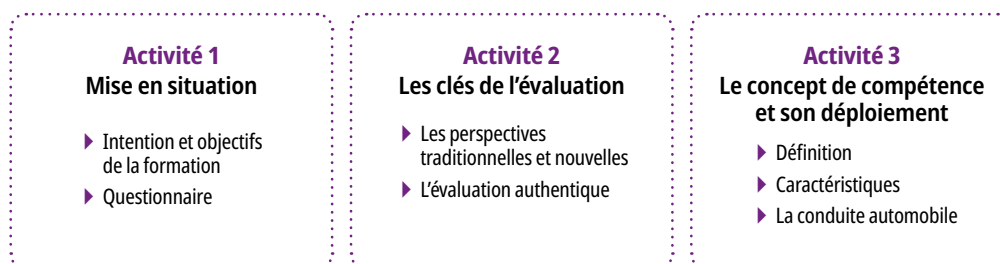 Activité 1
Mise en situation
Intention et objectifs
de la formation
Questionnaire
Activité 2
Les clés de l’évaluation
Les perspectives
traditionnelles et nouvelles
L’évaluation authentique
Activité 3
Le concept de compétence
et son déploiement
Définition
Caractéristiques
La conduite automobile